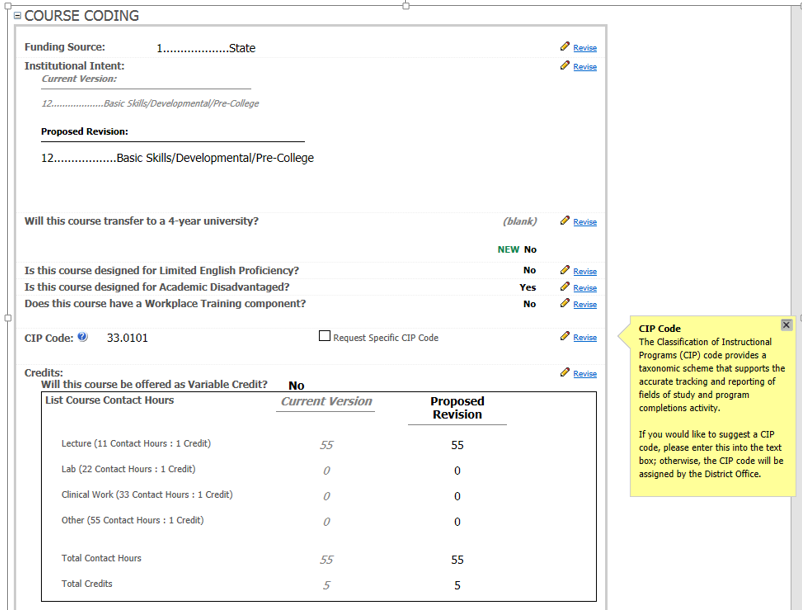 COURSE CODING
Funding Source: 1...................State Revise
Institutional Intent: Revise
Current Version:
12...................Basic Skills/Developmental/Pre-College
Proposed Revision:
12..................Basic Skills/Developmental/Pre-College
Will this course transfer to a 4-year university? (blank) Revise
NEW No
Is this course designed for Limited English Proficiency? No Revise
Is this course designed for Academic Disadvantaged? Yes Revise
Does this course have a Workplace Training component? No Revise
CIP Code: ? 33.0101 Request Specific CIP Code Revise
Credits: Revise
Will this course be offered as Variable Credit? No
List Course Contact Hours Current Version Proposed
Revision
Lecture (11 Contact Hours : 1 Credit) 55 55
Lab (22 Contact Hours : 1 Credit) 0 0
Clinical Work (33 Contact Hours : 1 Credit) 0 0
Other (55 Contact Hours : 1 Credit) 0 0
Total Contact Hours 55 55
Total Credits 5 5
CIP Code X
The Classification of Instructional
Programs (CIP) code provides a
taxonomic scheme that supports the
accurate tracking and reporting of
fields of study and program
completions activity.
If you would like to suggest a CIP
code, please enter this into the text
box; otherwise, the CIP code will be
assigned by the District Office.